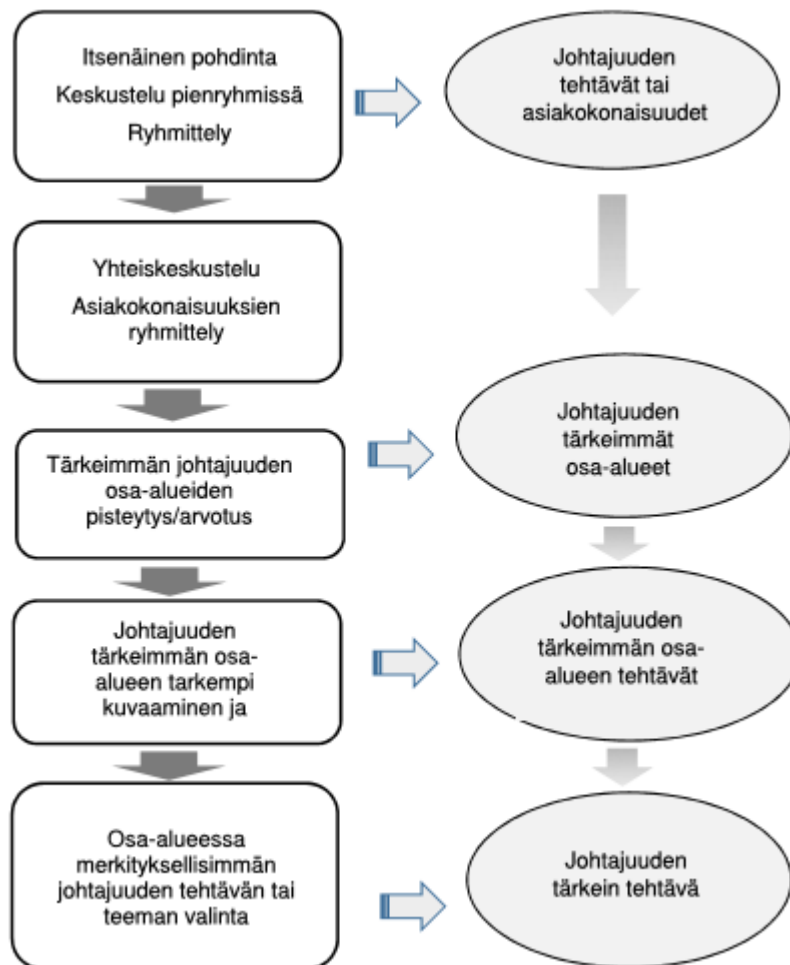 Itsenäinen pohdinta
Keskustelu pienryhmissä
Ryhmittely
Johtajuuden
tehtävät tai
asiakokonaisuudet
Yhteiskeskustelu
Asiakokonaisuuksien
ryhmittely
Tärkeimmän johtajuuden
osa-alueiden
pisteytys/arvotus
Johtajuuden
tärkeimmät
osa-alueet
Johtajuuden
tärkeimmän osa-
alueen tarkempi
kuvaaminen ja
Johtajuuden
tärkeimmän osa-
alueen tehtävät
Osa-alueessa
merkityksellisimmän
johtajuuden tehtävän tai
teeman valinta
Johtajuuden
tärkein tehtävä